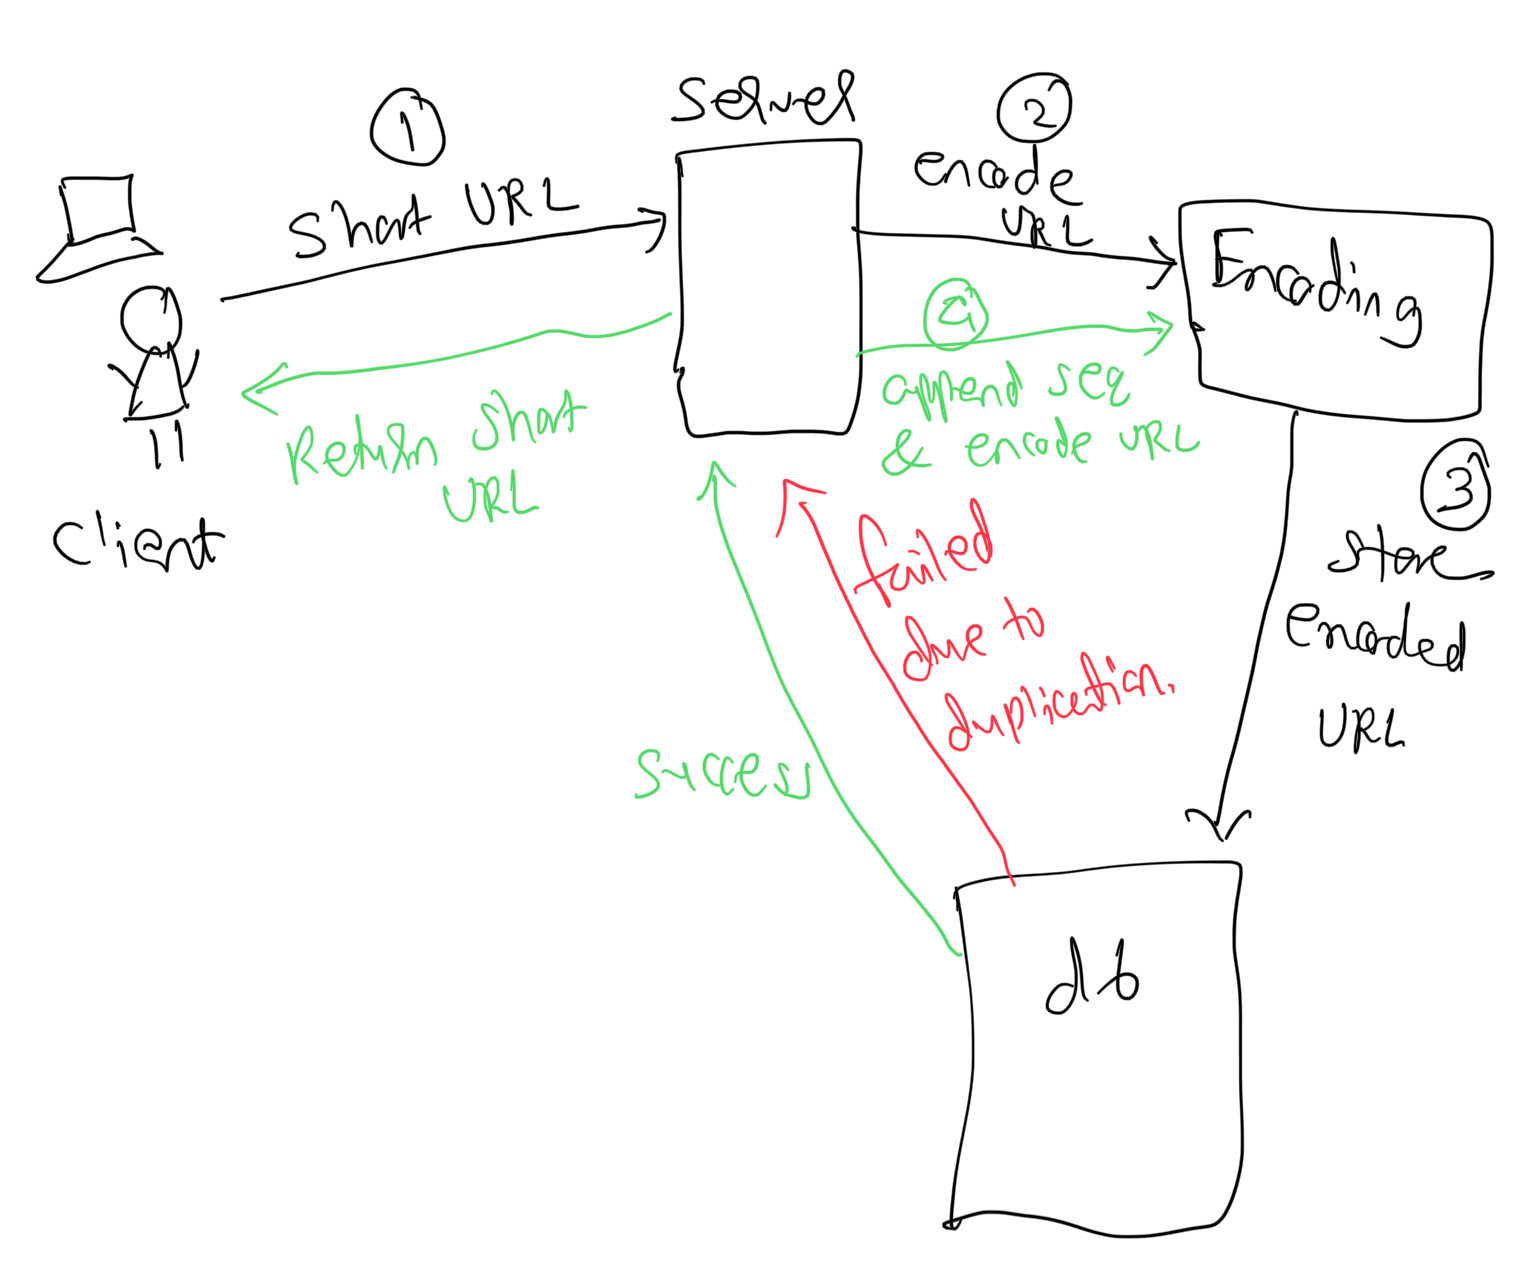 Server
1
2
Short URL
encode
URL
Encoding
4
append seq
& encode URL
Return short
URL
Client
3
store
encoded
URL
failed
due to
duplication.
Success
db